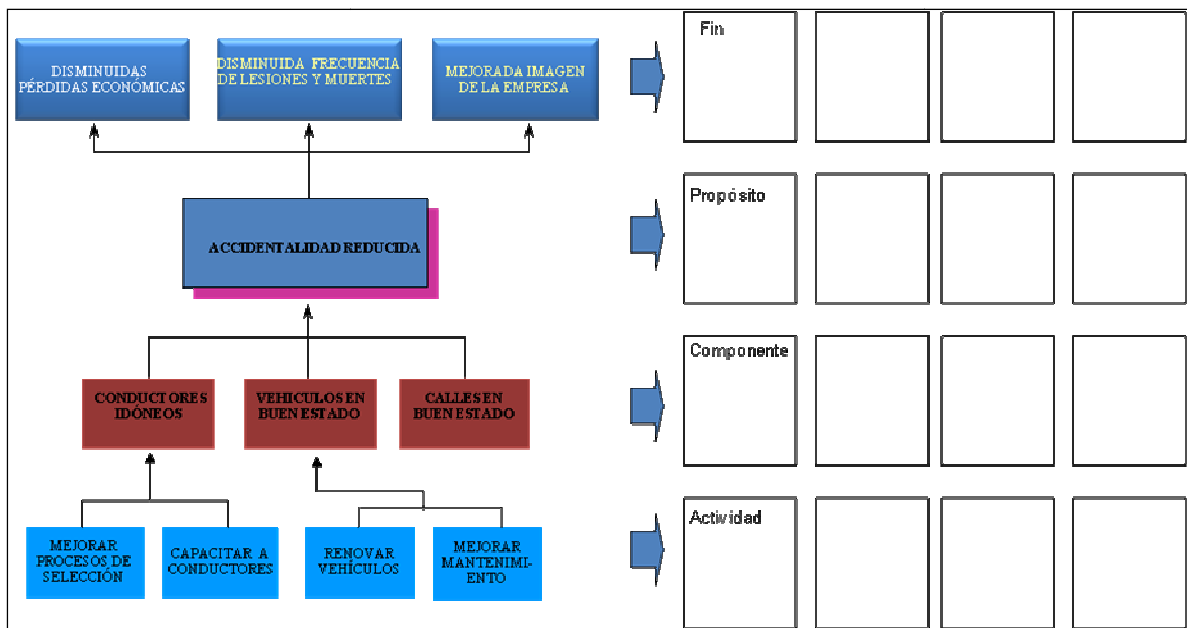 DISMINUIDAS
PÉRDIDAS ECONÓMICAS
DISMINUIDA FRECUENCIA
DE LESIONES Y MUERTES
MEJORADA IMAGEN
DE LA EMPRESA
Fin
ACCIDENTALIDAD REDUCIDA
Propósito
CONDUCTORES
IDÓNEOS
VEHICULOS EN
BUEN ESTADO
CALLES EN
BUEN ESTADO
Componente
MEJORAR
PROCESOS DE
SELECCIÓN
CAPACITAR A
CONDUCTORES
RENOVAR
VEHÍCULOS
MEJORAR
MANTENIMI-
ENTO
Actividad